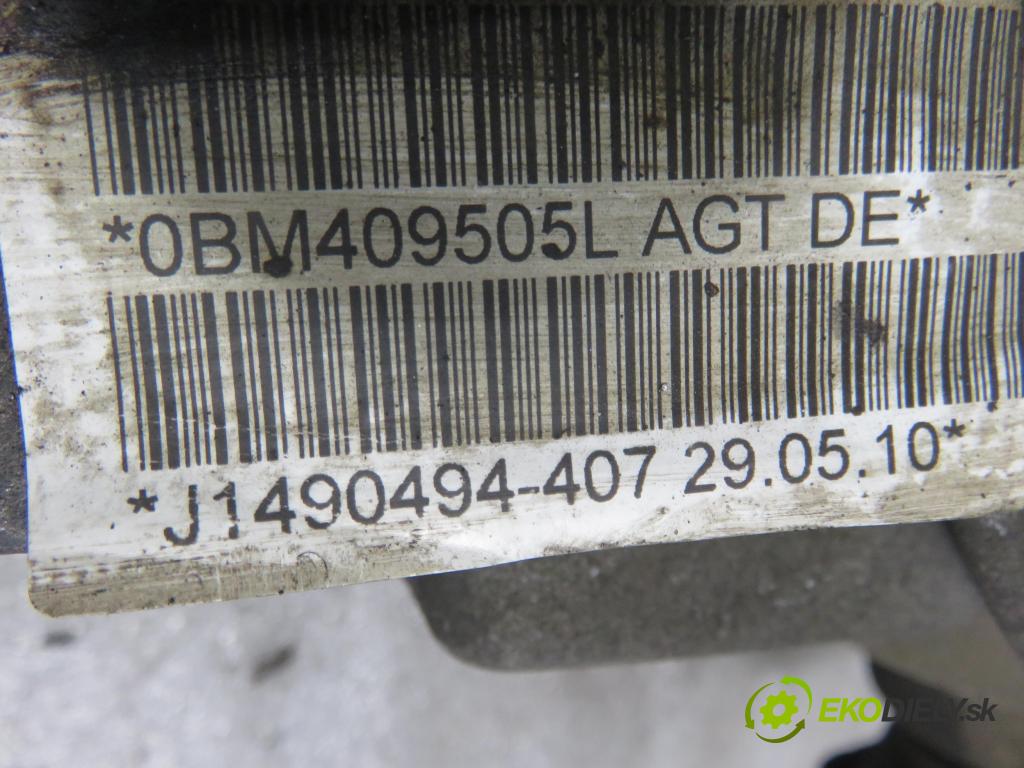 *0BM409505L AGT DE*
*J1490494-407 29.05.10*
EKODIELY.sk